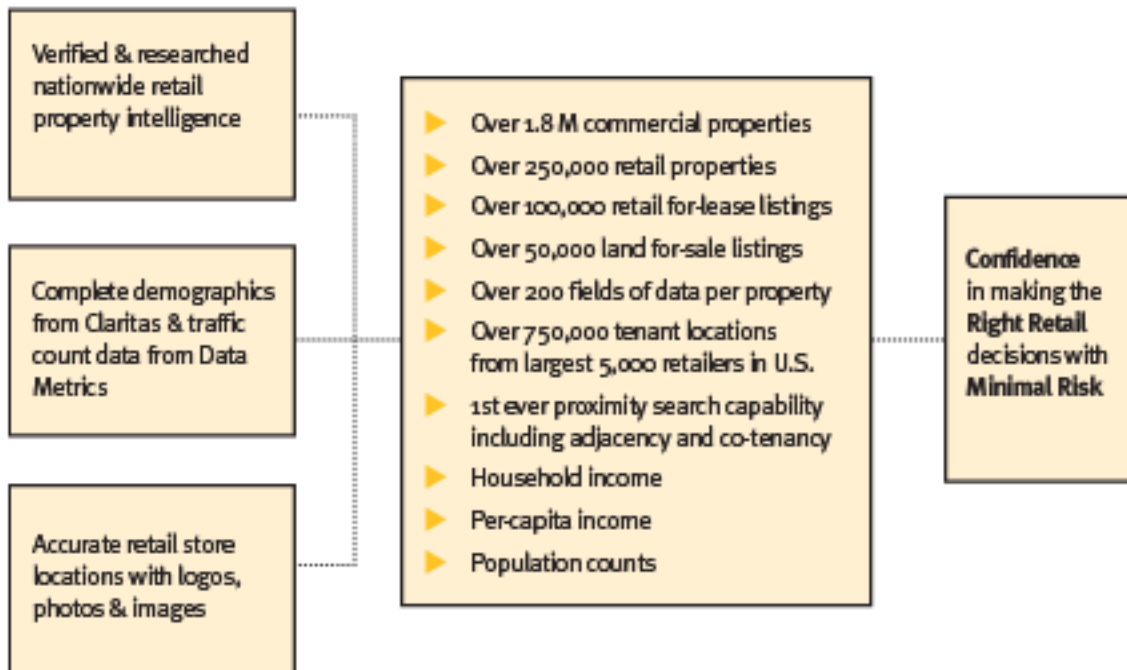 Verified & researched
nationwide retail
property intelligence
Complete demographics
from Claritas & traffic
count data from Data
Metrics
Accurate retail store
locations with logos,
photos & images
Over 1.8 M commercial properties
Over 250,000 retail properties
Over 100,000 retail for-lease listings
Over 50,000 land for-sale listings
Over 200 fields of data per property
Over 750,000 tenant locations
from largest 5,000 retailers in U.S.
1st ever proximity search capability
including adjacency and co-tenancy
Household income
Per-capita income
Population counts
Confidence
in making the
Right Retail
decisions with
Minimal Risk